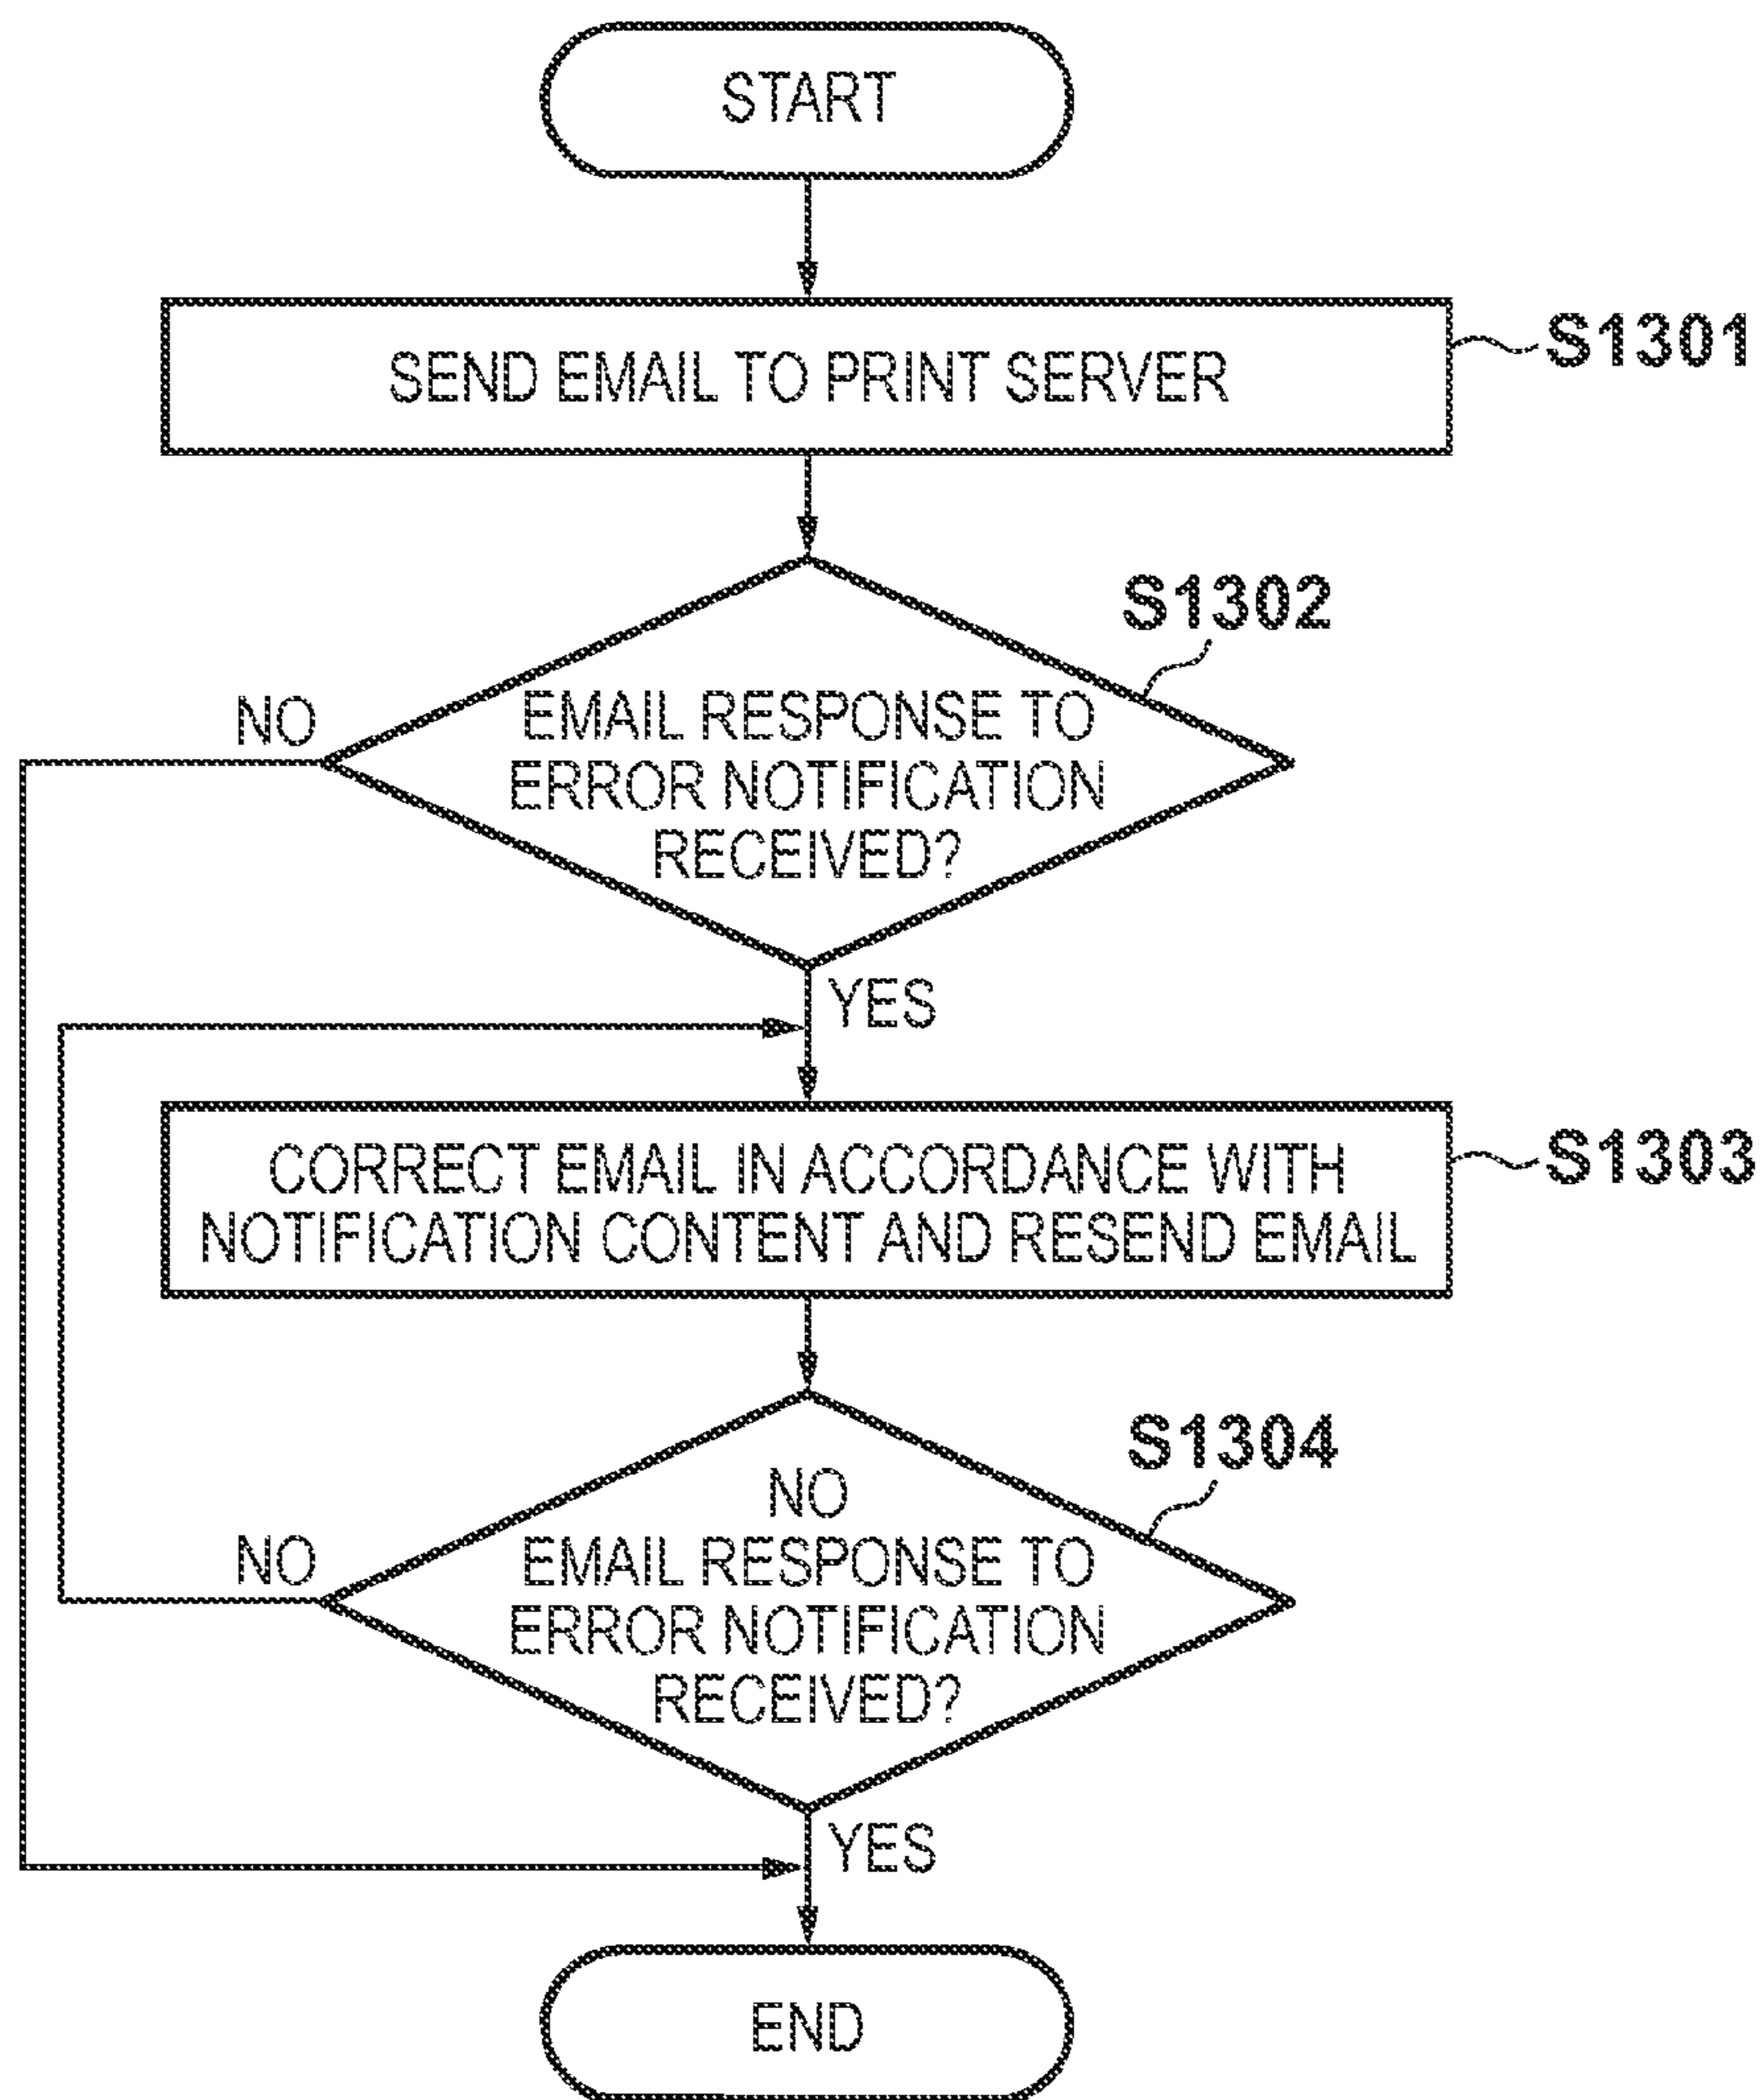 START
SEND EMAIL TO PRINT SERVER
S1301
S1302
NO
EMAIL RESPONSE TO
ERROR NOTIFICATION
RECEIVED?
YES
CORRECT EMAIL IN ACCORDANCE WITH
NOTIFICATION CONTENT AND RESEND EMAIL
S1303
S1304
NO
NO
EMAIL RESPONSE TO
ERROR NOTIFICATION
RECEIVED?
YES
END